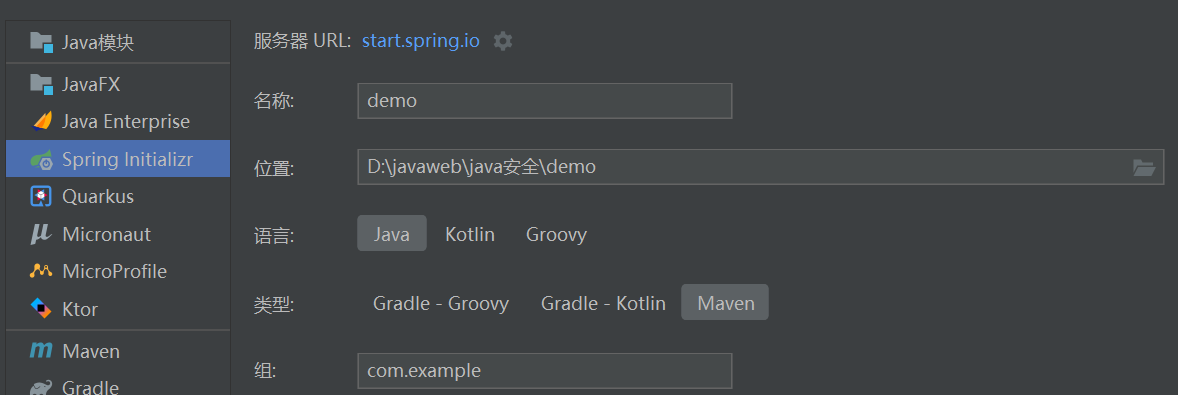 Java模块
JavaFX
Java Enterprise
Spring Initializr
Quarkus
Micronaut
MicroProfile
Ktor
Maven
Gradle
服务器 URL: start.spring.io
名称: demo
位置: D:\javaweb\java安全\demo
语言: Java Kotlin Groovy
类型: Gradle - Groovy Gradle - Kotlin Maven
组: com.example